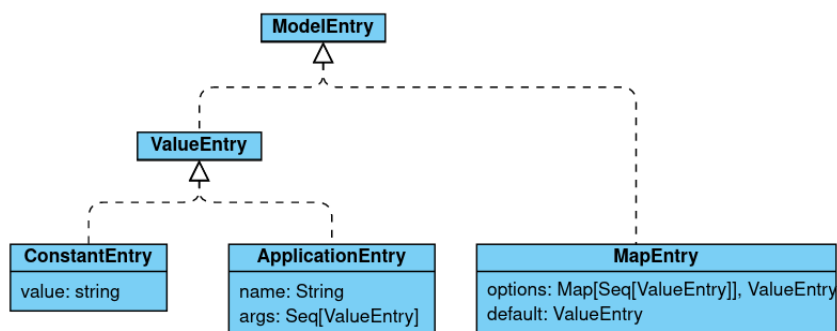 ModelEntry
ValueEntry
ConstantEntry
value: string
ApplicationEntry
name: String
args: Seq[ValueEntry]
MapEntry
options: Map[Seq[ValueEntry]], ValueEntry
default: ValueEntry